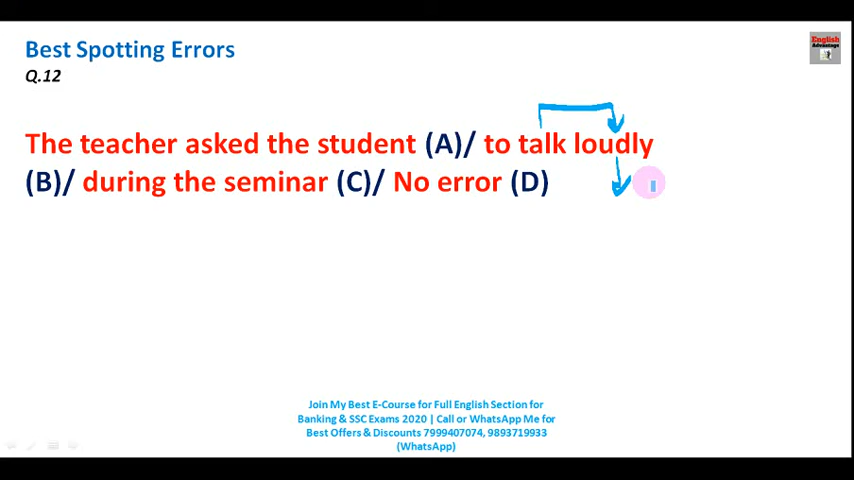 Best Spotting Errors
English
Advantage
Q.12
The teacher asked the student (A)/ to talk loudly
(B)/ during the seminar (C)/ No error (D)
Join My Best E-Course for Full English Section for
Banking & SSC Exams 2020 | Call or WhatsApp Me for
Best Offers & Discounts 7999407074, 9893719933
(WhatsApp)